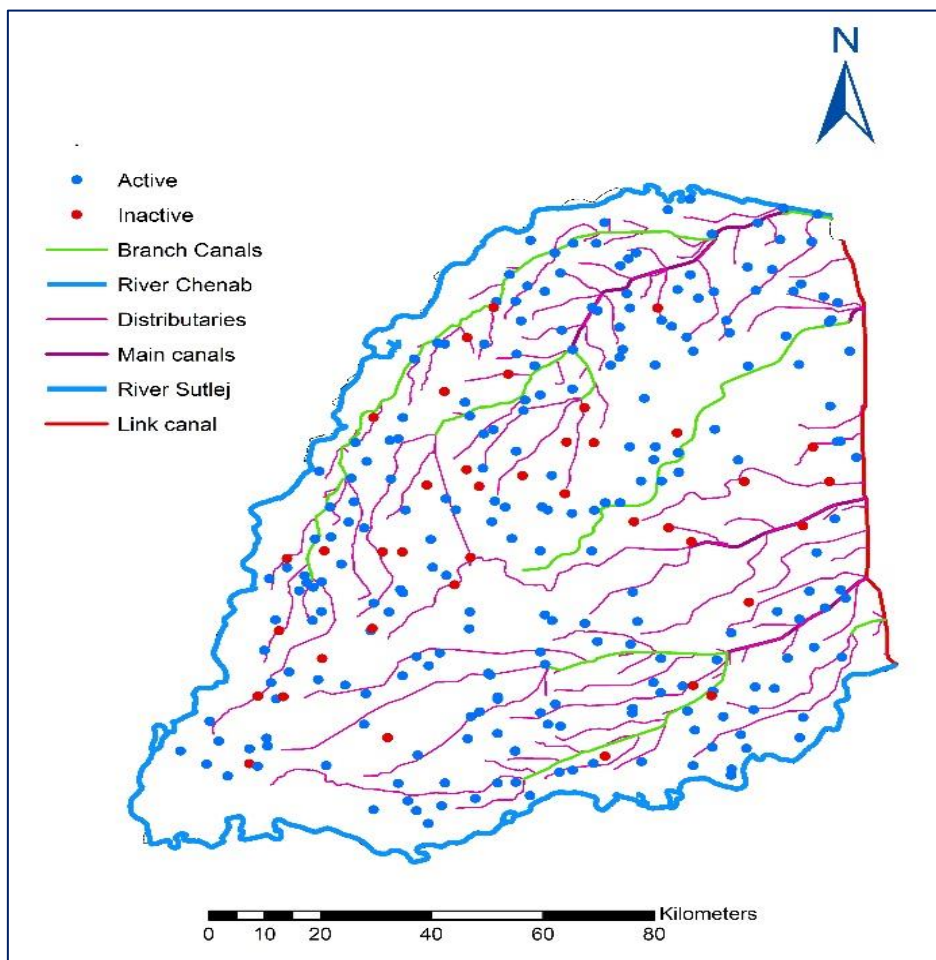 N
Active
Inactive
Branch Canals
River Chenab
Distributaries
Main canals
River Sutlej
Link canal
Kilometers
0 10 20 40 60 80